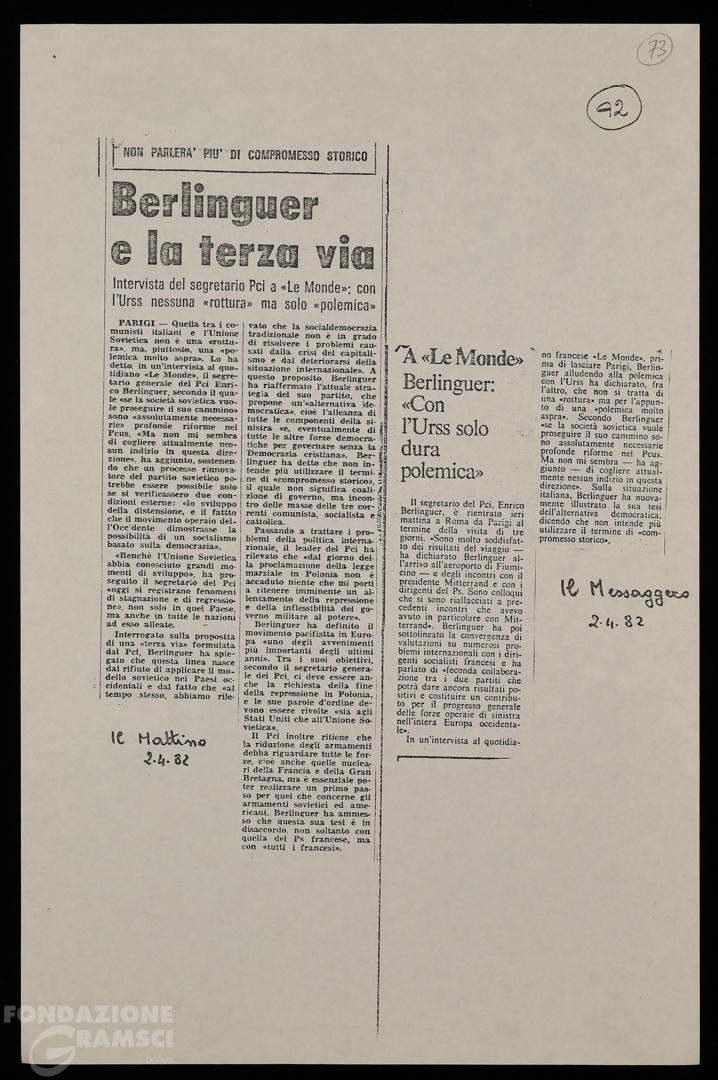 73
92
NON PARLERA' PIU' DI COMPROMESSO STORICO
Berlinguer
e la terza via
Intervista del segretario Pci a «Le Monde»: con
l'Urss nessuna «rottura» ma solo «polemica»
PARIGI — Quella tra i co-
munisti italiani e l'Unione
Sovietica non è una «rottu-
ra», ma, piuttosto, una «po-
lemica molto aspra». Lo ha
detto, in un'intervista al quo-
tidiano «Le Monde», il segre-
tario generale del Pci Enri-
co Berlinguer, secondo il qua-
le «se la società sovietica vuo-
le proseguire il suo cammino»
sono «assolutamente necessa-
rie» profonde riforme nel
Pcus. «Ma non mi sembra
di cogliere attualmente nes-
sun indizio in questa dire-
zione», ha aggiunto, sostenen-
do che un processo rinnova-
tore del partito sovietico po-
trebbe essere possibile solo
se si verificassero due con-
dizioni esterne: «lo sviluppo
della distensione, e il fattto
che il movimento operaio del-
l'Occ'dente dimostrasse la
possibilità di un socialismo
basato sulla democrazia».
«Benché l'Unione Sovietica
abbia conosciuto grandi mo-
menti di sviluppo», ha pro-
seguito il segretario del Pci
«oggi si registrano fenomeni
di stagnazione e di regressio-
ne», non solo in quel Paese,
ma anche in tutte le nazioni
ad esso alleate.
Interrogato sulla proposita
di una «terza via» formulata
dal Pci, Berlinguer ha spie-
gato che questa linea nasce
dal rifiuto di applicare il mo-
dello sovietico nei Paesi oc-
cidentali e dal fatto che «al
tempo stesso, abbiamo rile-
vato che la socialdemocrazia
tradizionale non è in grado
di risolvere i problemi cau-
sati dalla crisi del capitali-
smo e dal deteriorarsi della
situazione internazionale». A
questo proposito, Berlinguer
ha riaffermato l'attuale stra-
tegia del suo partito, che
propone un'«alternativa de-
mocratica», cioè l'alleanza di
tutte le componenti della si-
nistra «e, eventualmente di
tutte le altre forze democra-
tiche per governare senza la
Democrazia cristiana». Ber-
linguer ha detto che non in-
tende più utilizzare il termi-
ne di «compromesso storico»,
il quale non significa coali-
zione di governo, ma incon-
tro delle masse delle tre cor-
renti comunista, socialista e
cattolica.
Passando a trattare i pro-
blemi della politica interna-
zionale, il leader del Pci ha
rilevato che «dal giorno del-
la proclamazione della legge
marziale in Polonia non è
accaduto niente che mi porti
a ritenere imminente un al-
lentamento della repressione
e della inflessibilità del go-
verno militare al potere».
Berlinguer ha definito il
movimento pacifista in Euro-
pa «uno degli avvenimenti
più importanti degli ultimi
anni». Tra i suoi obiettivi,
secondo il segretario genera-
le del Pci, ci deve essere an-
che la richiesta della fine
della repressione in Polonia,
e le sue parole d'ordine de-
vono essere rivolte «sia agli
Stati Uniti che all'Unione So-
vietica».
Il Pci inoltre ritiene che
la riduzione degli armamenti
debba riguardare tutte le for-
ze, c'oè anche quelle nuclea-
ri della Francia e della Gran
Bretagna, ma è essenziale po-
ter realizzare un primo pas-
so per quel che concerne gli
armamenti sovietici ed ame-
ricani. Berlinguer ha ammes-
so che questa sua tesi è in
disaccordo, non soltanto con
quella del Ps francese, ma
con «tutti i francesi».
Il Mattino
2.4.82
A «Le Monde»
Berlinguer:
«Con
l'Urss solo
dura
polemica»
Il segretario del Pci, Enrico
Berlinguer, è rientrato ieri
mattina a Roma da Parigi al
termine della visita di tre
giorni. «Sono molto soddisfat-
to dei risultati del viaggio —
ha dichiarato Berlinguer al-
l'arrivo all'aeroporto di Fiumi-
cino — e degli incontri con il
presidente Mitterrand e con i
dirigenti del Ps. Sono colloqui
che si sono riallacciati a pre-
cedenti incontri che avevo
avuto in particolare con Mit-
terrand». Berlinguer ha poi
sottolineato la convergenza di
valutazioni su numerosi pro-
blemi internazionali con i diri-
genti socialisti francesi e ha
parlato di «feconda collabora-
zione tra i due partiti che
potrà dare ancora risultati po-
sitivi e costituire un contribu-
to per il progresso generale
delle forze operaie di sinistra
nell'intera Europa occidenta-
le».
In un'intervista al quotidia-
no francese «Le Monde», pri-
ma di lasciare Parigi, Berlin-
guer alludendo alla polemica
con l'Urss ha dichiarato, fra
l'altro, che non si tratta di
una «rottura» ma per l'appun-
to di una «polemica molto
aspra». Secondo Berlinguer
«se la società sovietica vuole
proseguire il suo cammino so-
no assolutamente necessarie
profonde riforme nel Pcus.
Ma non mi sembra — ha ag-
giunto — di cogliere attual-
mente nessun indizio in questa
direzione». Sulla situazione
italiana, Berlinguer ha nuova-
mente illustrato la sua tesi
dell'alternativa democratica,
dicendo che non intende più
utilizzare il termine di «com-
promesso storico».
Il Messaggero
2.4.82
FONDAZIONE
GRAMSCI
onlus